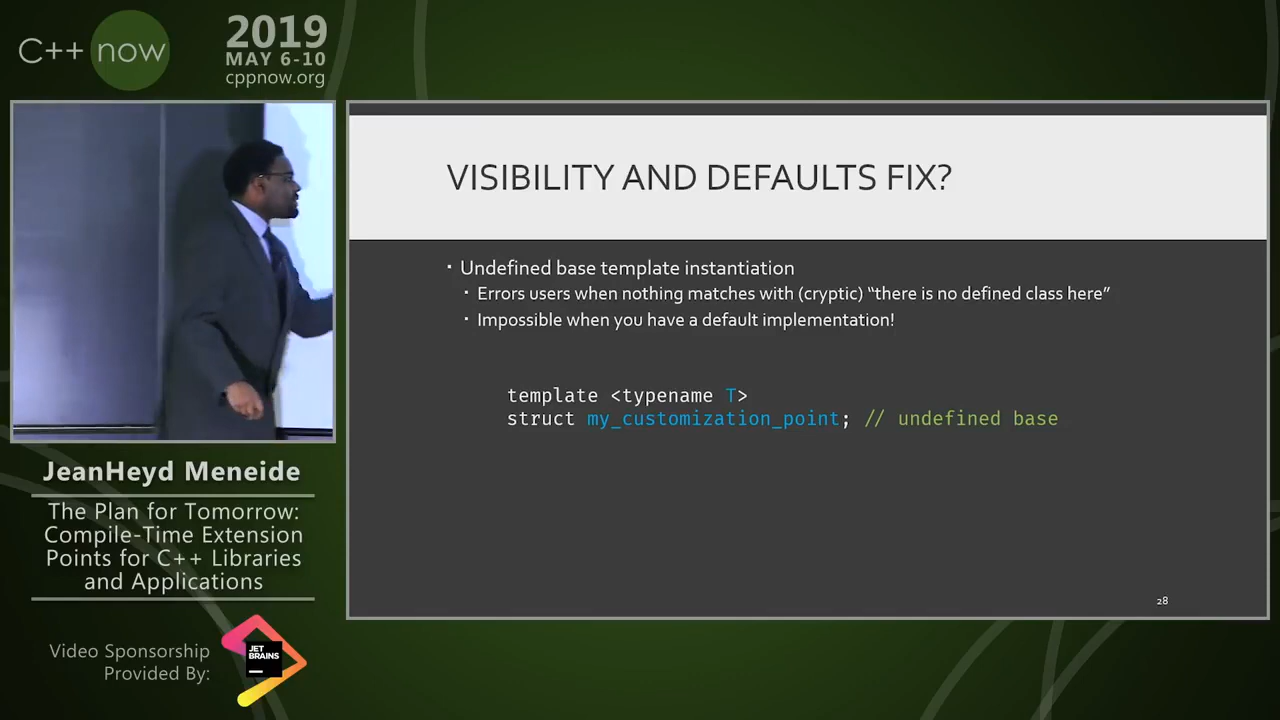 C++ now
2019
MAY 6-10
cppnow.org
VISIBILITY AND DEFAULTS FIX?
▪ Undefined base template instantiation
▪ Errors users when nothing matches with (cryptic) “there is no defined class here”
▪ Impossible when you have a default implementation!
template <typename T>
struct my_customization_point; // undefined base
28
JeanHeyd Meneide
The Plan for Tomorrow:
Compile-Time Extension
Points for C++ Libraries
and Applications
Video Sponsorship
Provided By:
JET
BRAINS